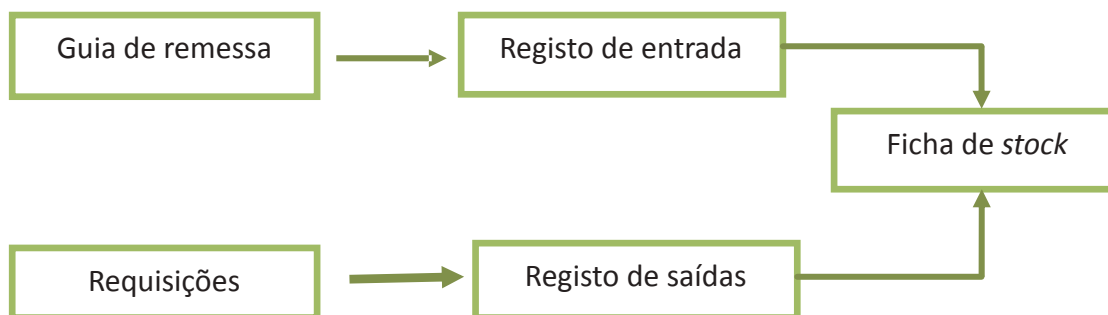 Guia de remessa
Registo de entrada
Ficha de stock
Requisições
Registo de saídas